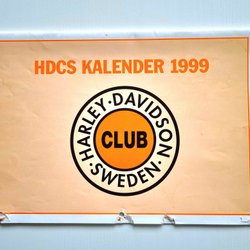 HDCS KALENDER 1999
HARLEY·DAVIDSON·
CLUB
SWEDEN